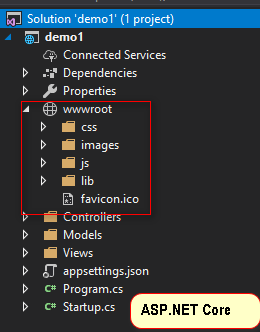 Solution 'demo1' (1 project)
demo1
Connected Services
Dependencies
Properties
wwwroot
css
images
js
lib
favicon.ico
Controllers
Models
Views
appsettings.json
C# Program.cs
C# Startup.cs
ASP.NET Core